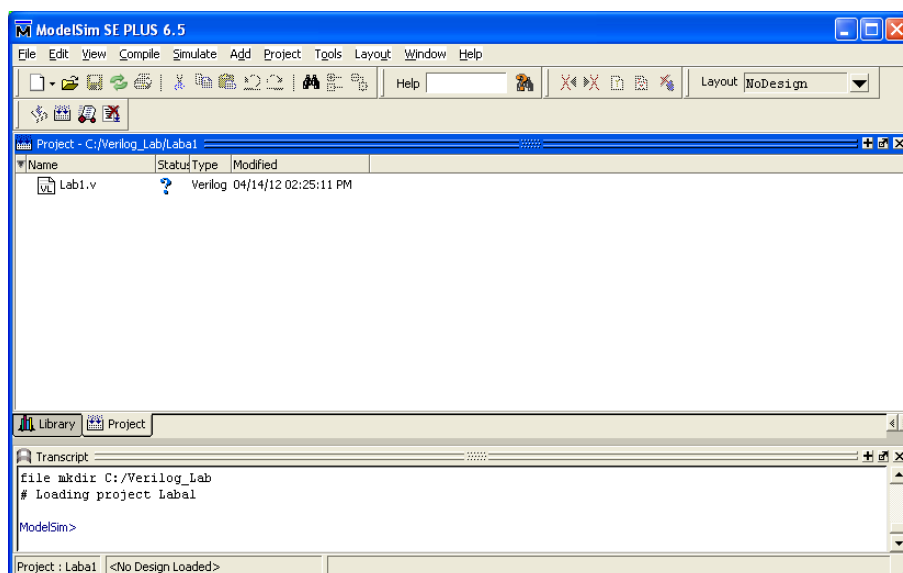 ModelSim SE PLUS 6.5
File Edit View Compile Simulate Add Project Tools Layout Window Help
Help Layout NoDesign
Project - C:/Verilog_Lab/Laba1
Name Status Type Modified
Lab1.v Verilog 04/14/12 02:25:11 PM
Library Project
Transcript
file mkdir C:/Verilog_Lab
# Loading project Laba1
ModelSim>
Project : Laba1 <No Design Loaded>